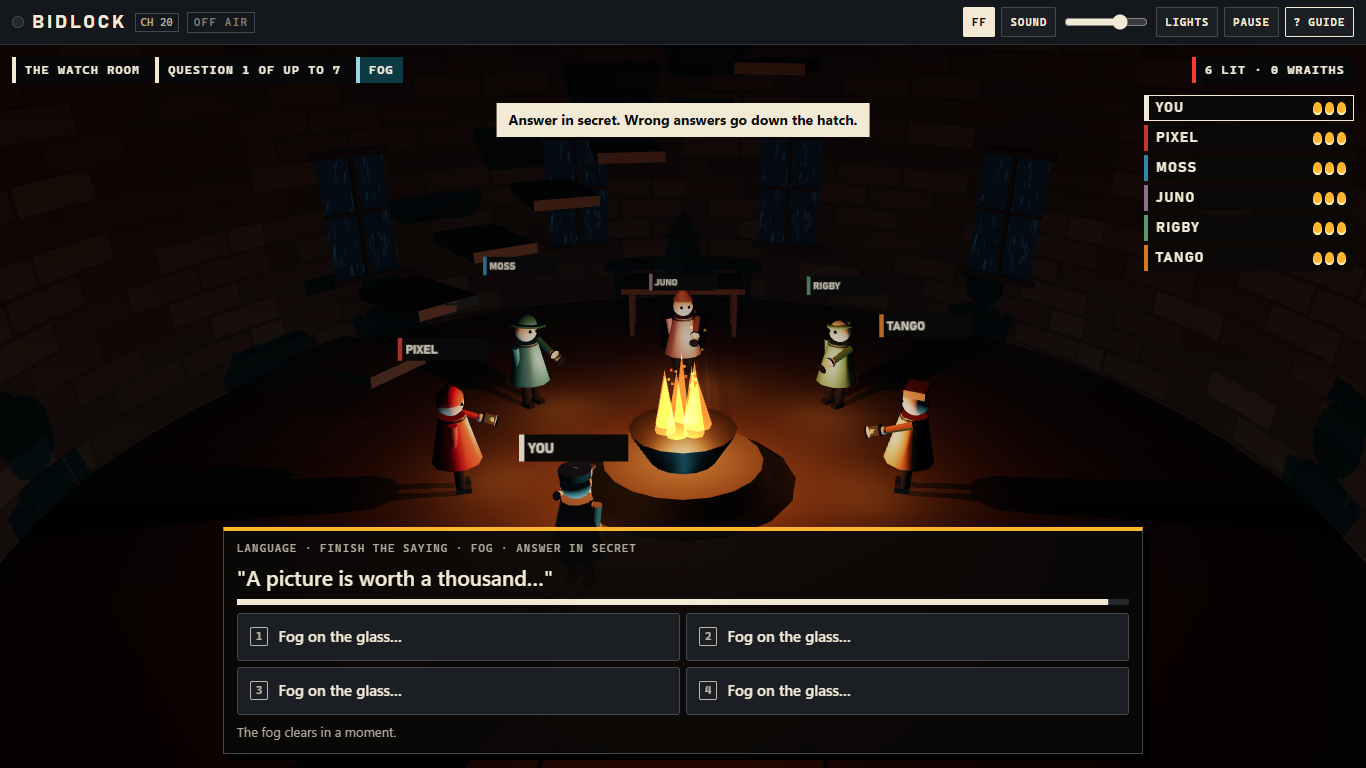 BIDLOCK CH 20 OFF AIR FF SOUND LIGHTS PAUSE ? GUIDE
THE WATCH ROOM QUESTION 1 OF UP TO 7 FOG 6 LIT · 0 WRAITHS
Answer in secret. Wrong answers go down the hatch.
YOU
PIXEL
MOSS
JUNO
RIGBY
TANGO
MOSS
JUNO
RIGBY
TANGO
PIXEL
YOU
LANGUAGE · FINISH THE SAYING · FOG · ANSWER IN SECRET
"A picture is worth a thousand..."
1 Fog on the glass...
2 Fog on the glass...
3 Fog on the glass...
4 Fog on the glass...
The fog clears in a moment.